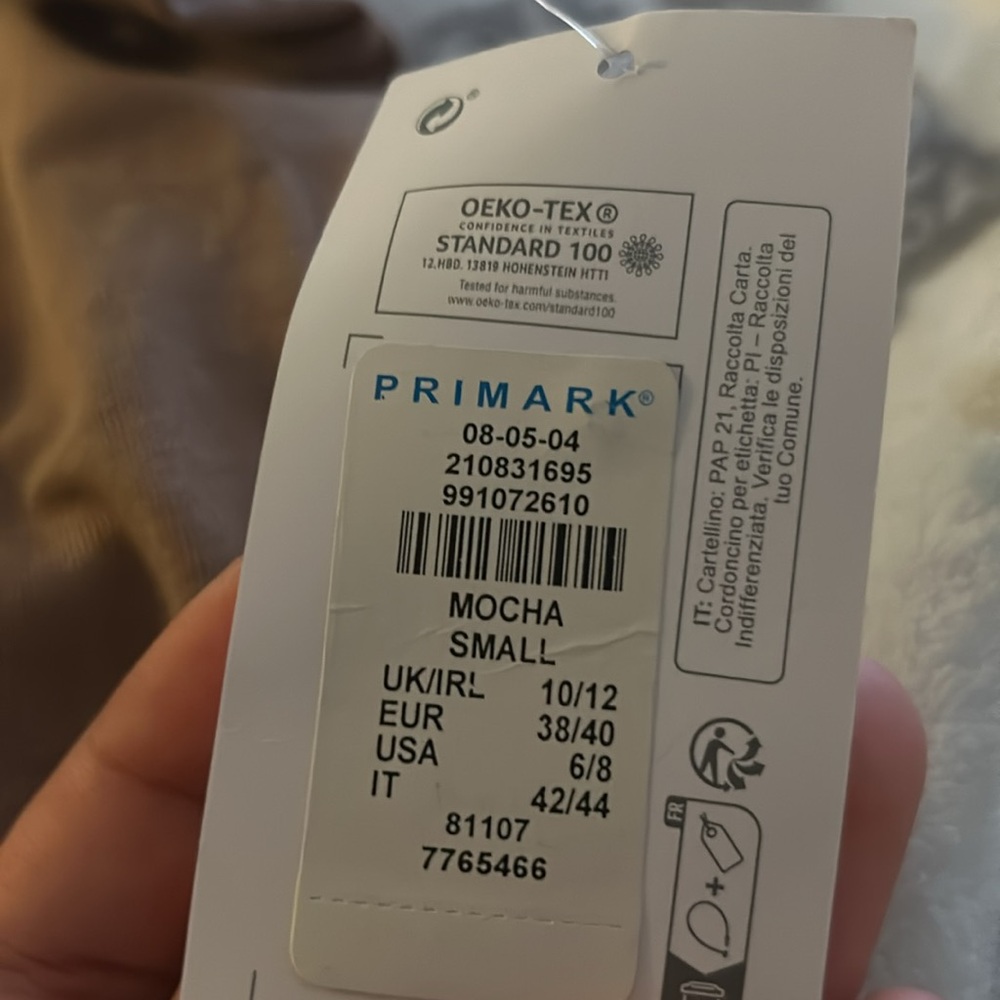 OEKO-TEX®
CONFIDENCE IN TEXTILES
STANDARD 100
12.HBD. 13819 HOHENSTEIN HTTI
Tested for harmful substances.
www.oeko-tex.com/standard100
PRIMARK®
08-05-04
210831695
991072610
MOCHA
SMALL
UK/IRL 10/12
EUR 38/40
USA 6/8
IT 42/44
81107
7765466
IT: Cartellino: PAP 21, Raccolta Carta.
Cordoncino per etichetta: PI – Raccolta
Indifferenziata. Verifica le disposizioni del
tuo Comune.
FR
+